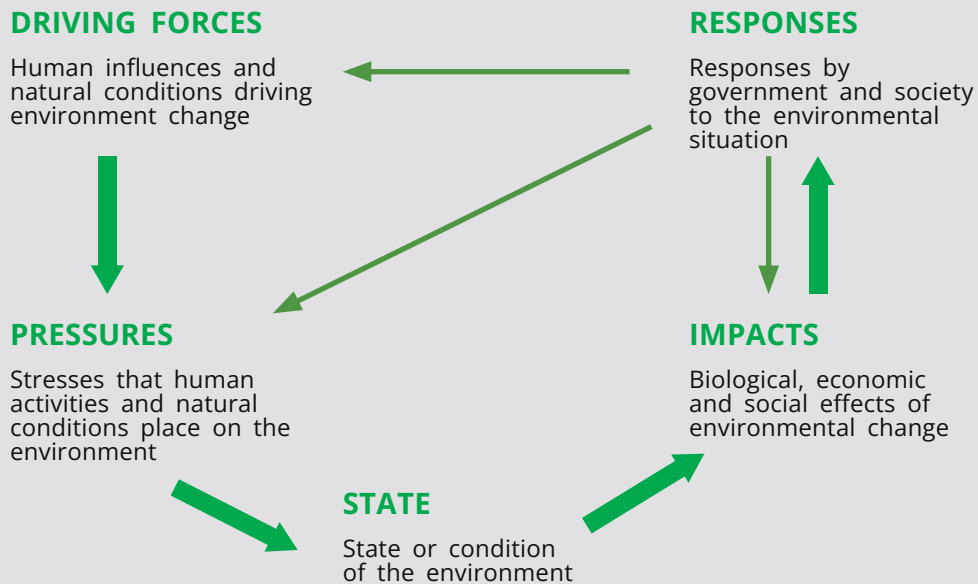 DRIVING FORCES
Human influences and
natural conditions driving
environment change
RESPONSES
Responses by
government and society
to the environmental
situation
PRESSURES
Stresses that human
activities and natural
conditions place on the
environment
IMPACTS
Biological, economic
and social effects of
environmental change
STATE
State or condition
of the environment